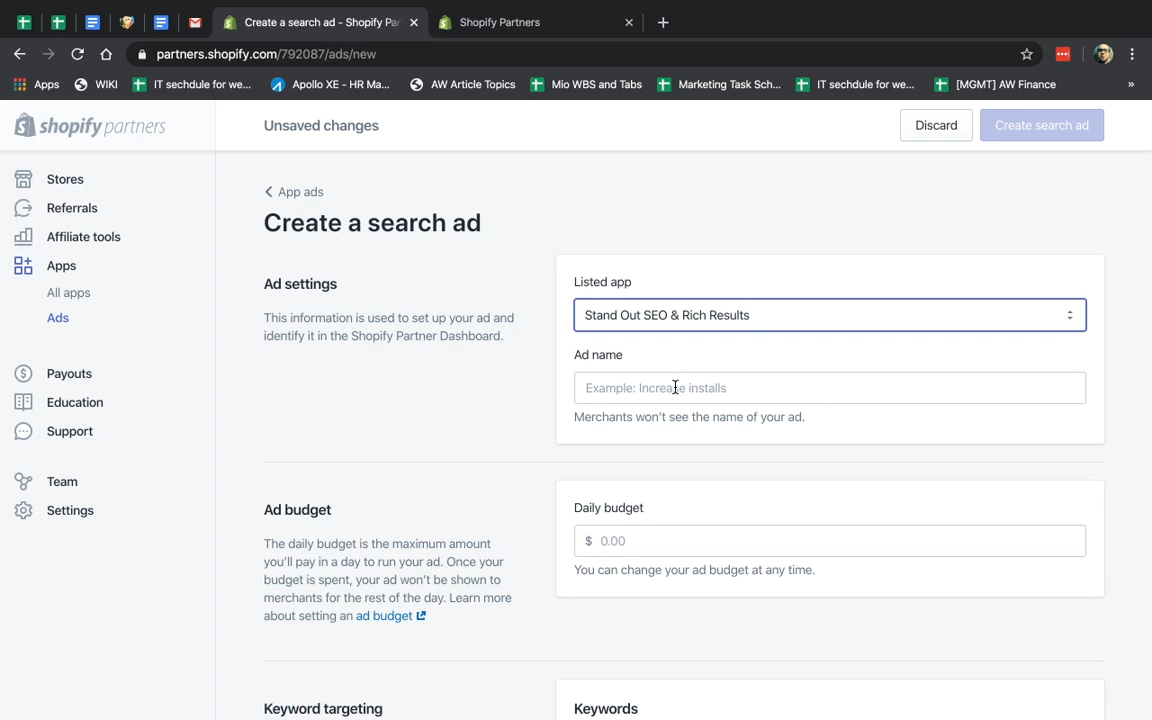 Create a search ad - Shopify Par
Shopify Partners
partners.shopify.com/792087/ads/new
Apps
WIKI
IT sechdule for we...
Apollo XE - HR Ma...
AW Article Topics
Mio WBS and Tabs
Marketing Task Sch...
IT sechdule for we...
[MGMT] AW Finance
»
shopify partners
Unsaved changes
Discard
Create search ad
Stores
Referrals
Affiliate tools
Apps
All apps
Ads
Payouts
Education
Support
Team
Settings
App ads
Create a search ad
Ad settings
This information is used to set up your ad and
identify it in the Shopify Partner Dashboard.
Listed app
Stand Out SEO & Rich Results
Ad name
Example: Increase installs
Merchants won't see the name of your ad.
Ad budget
The daily budget is the maximum amount
you'll pay in a day to run your ad. Once your
budget is spent, your ad won't be shown to
merchants for the rest of the day. Learn more
about setting an ad budget
Daily budget
$ 0.00
You can change your ad budget at any time.
Keyword targeting
Keywords